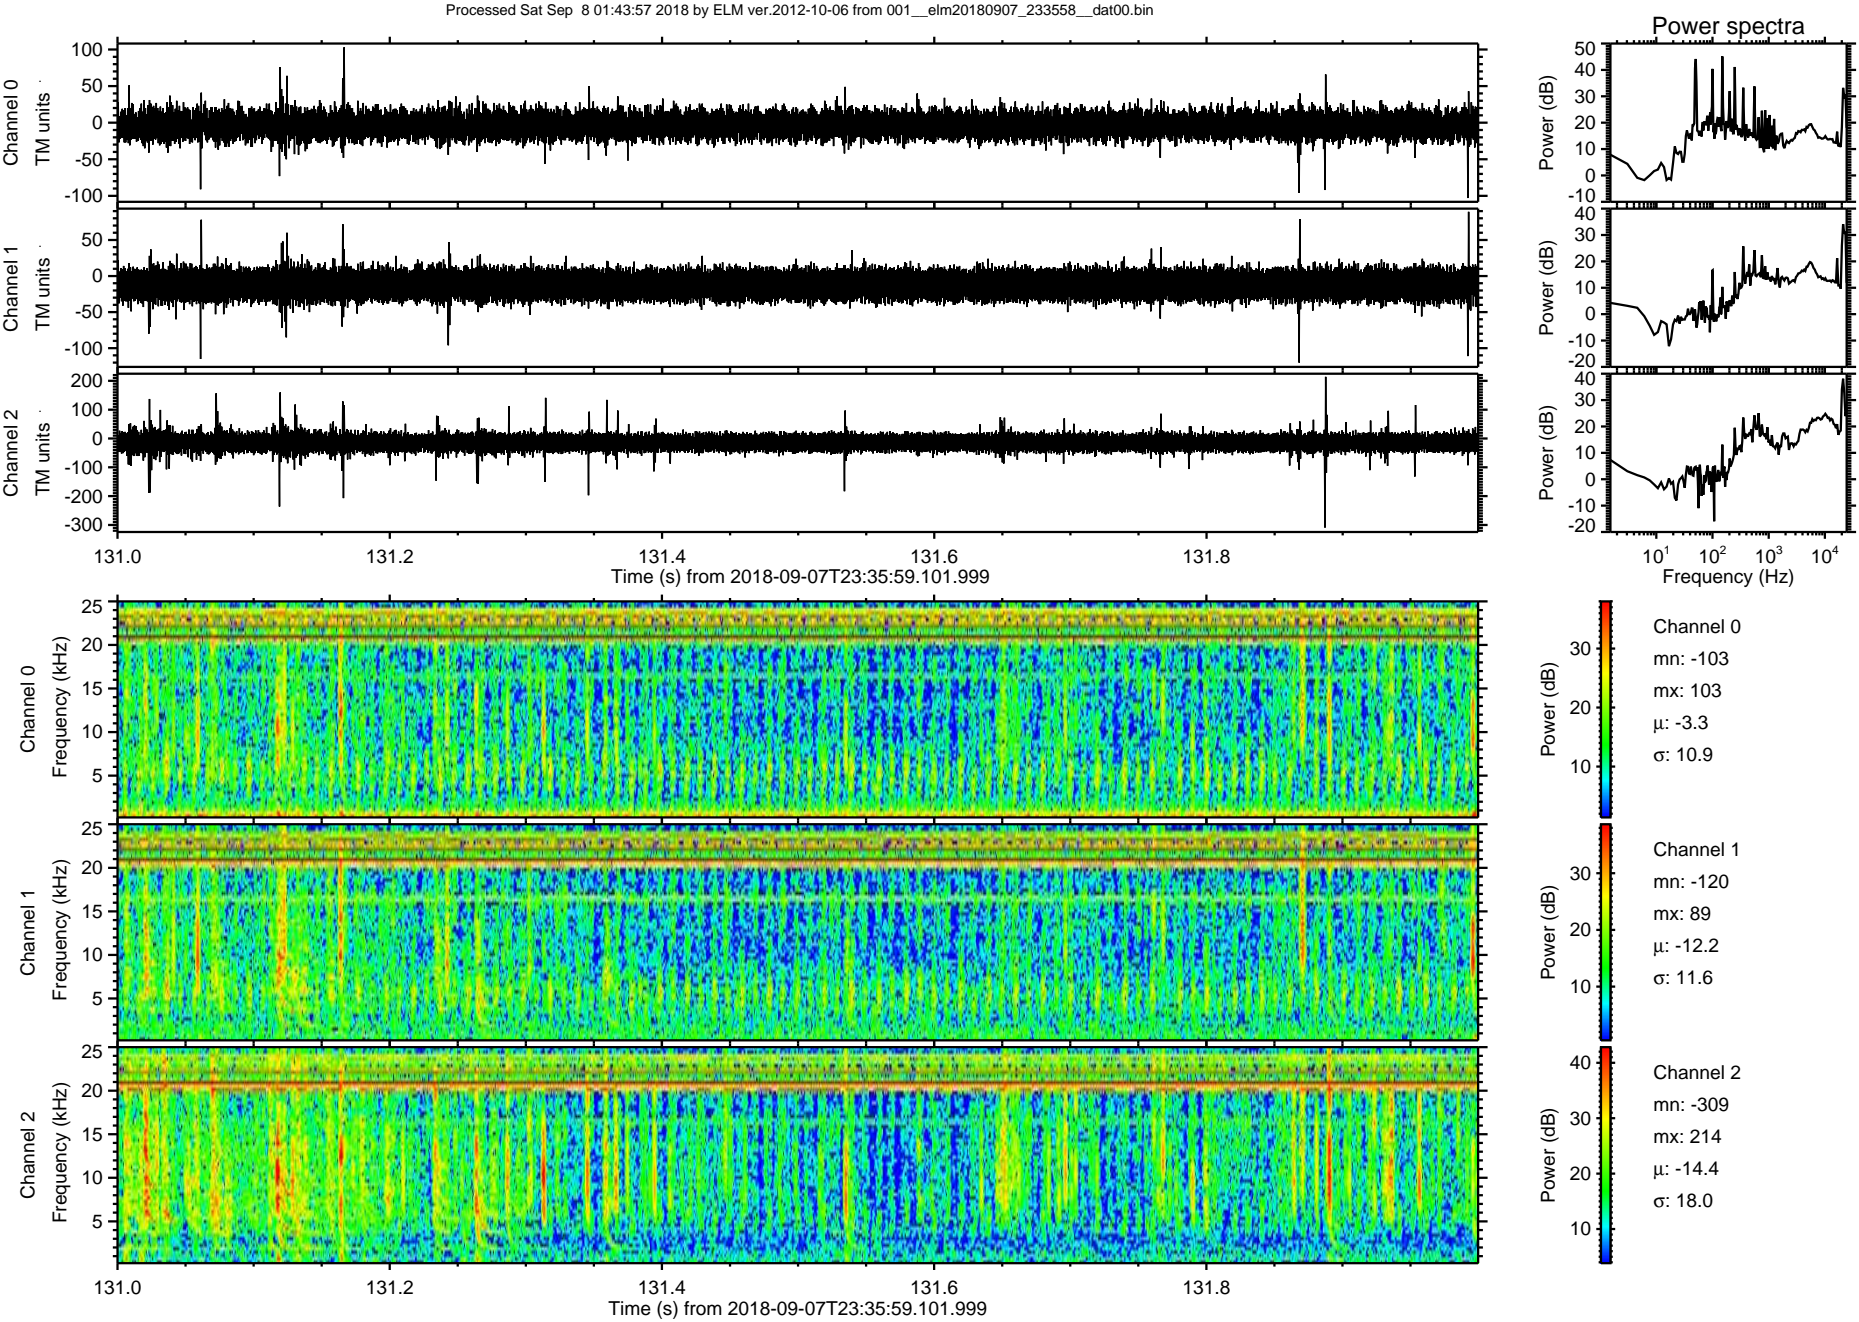 Processed Sat Sep  8 01:43:57 2018 by ELM ver.2012-10-06 from 001__elm20180907_233558__dat00.bin
Power spectra
Channel 0
TM units
100
50
0
-50
-100
Power (dB)
50
40
30
20
10
0
-10
Channel 1
TM units
50
0
-50
-100
Power (dB)
40
30
20
10
0
-10
-20
Channel 2
TM units
200
100
0
-100
-200
-300
Power (dB)
40
30
20
10
0
-10
-20
131.0 131.2 131.4 131.6 131.8
Time (s) from 2018-09-07T23:35:59.101.999
10¹ 10² 10³ 10⁴
Frequency (Hz)
Channel 0
Frequency (kHz)
25
20
15
10
5
Power (dB)
30
20
10
Channel 0
mn: -103
mx: 103
μ: -3.3
σ: 10.9
Channel 1
Frequency (kHz)
25
20
15
10
5
Power (dB)
30
20
10
Channel 1
mn: -120
mx: 89
μ: -12.2
σ: 11.6
Channel 2
Frequency (kHz)
25
20
15
10
5
Power (dB)
40
30
20
10
Channel 2
mn: -309
mx: 214
μ: -14.4
σ: 18.0
131.0 131.2 131.4 131.6 131.8
Time (s) from 2018-09-07T23:35:59.101.999